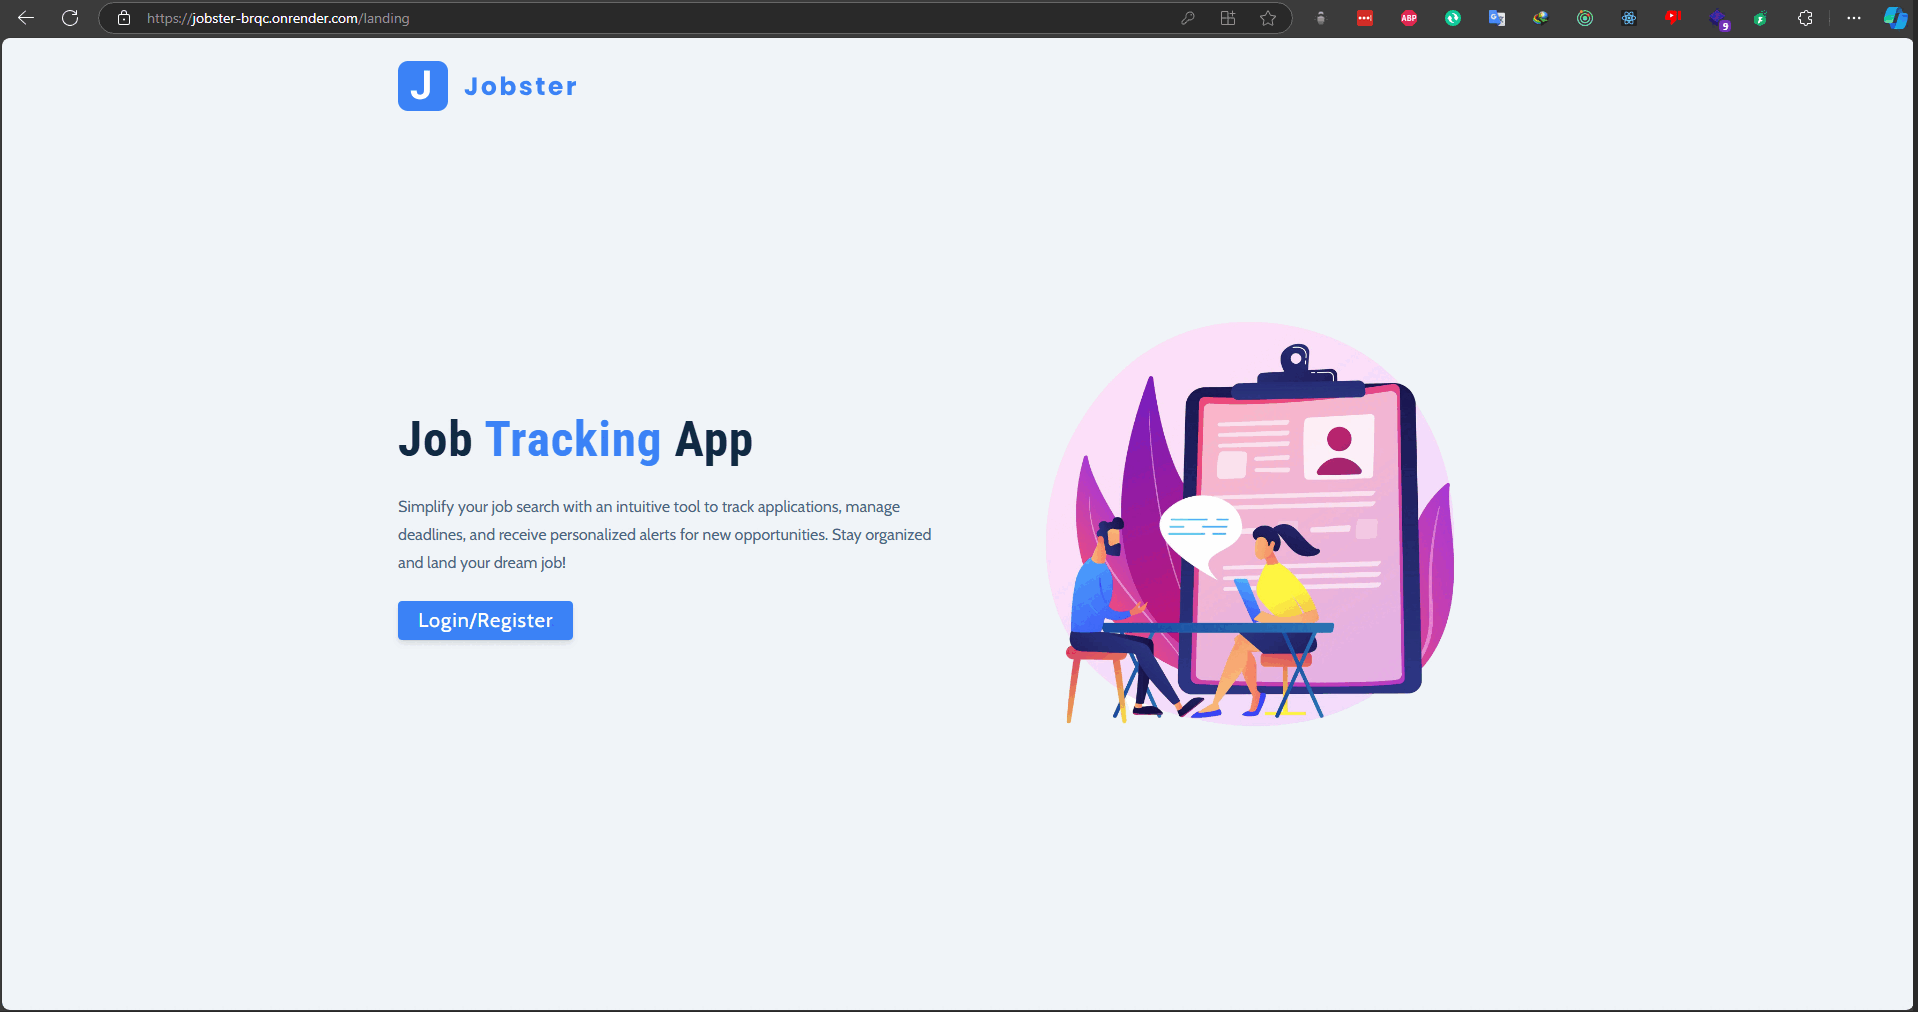 https://jobster-brqc.onrender.com/landing
ABP
9
J Jobster
Job Tracking App
Simplify your job search with an intuitive tool to track applications, manage
deadlines, and receive personalized alerts for new opportunities. Stay organized
and land your dream job!
Login/Register